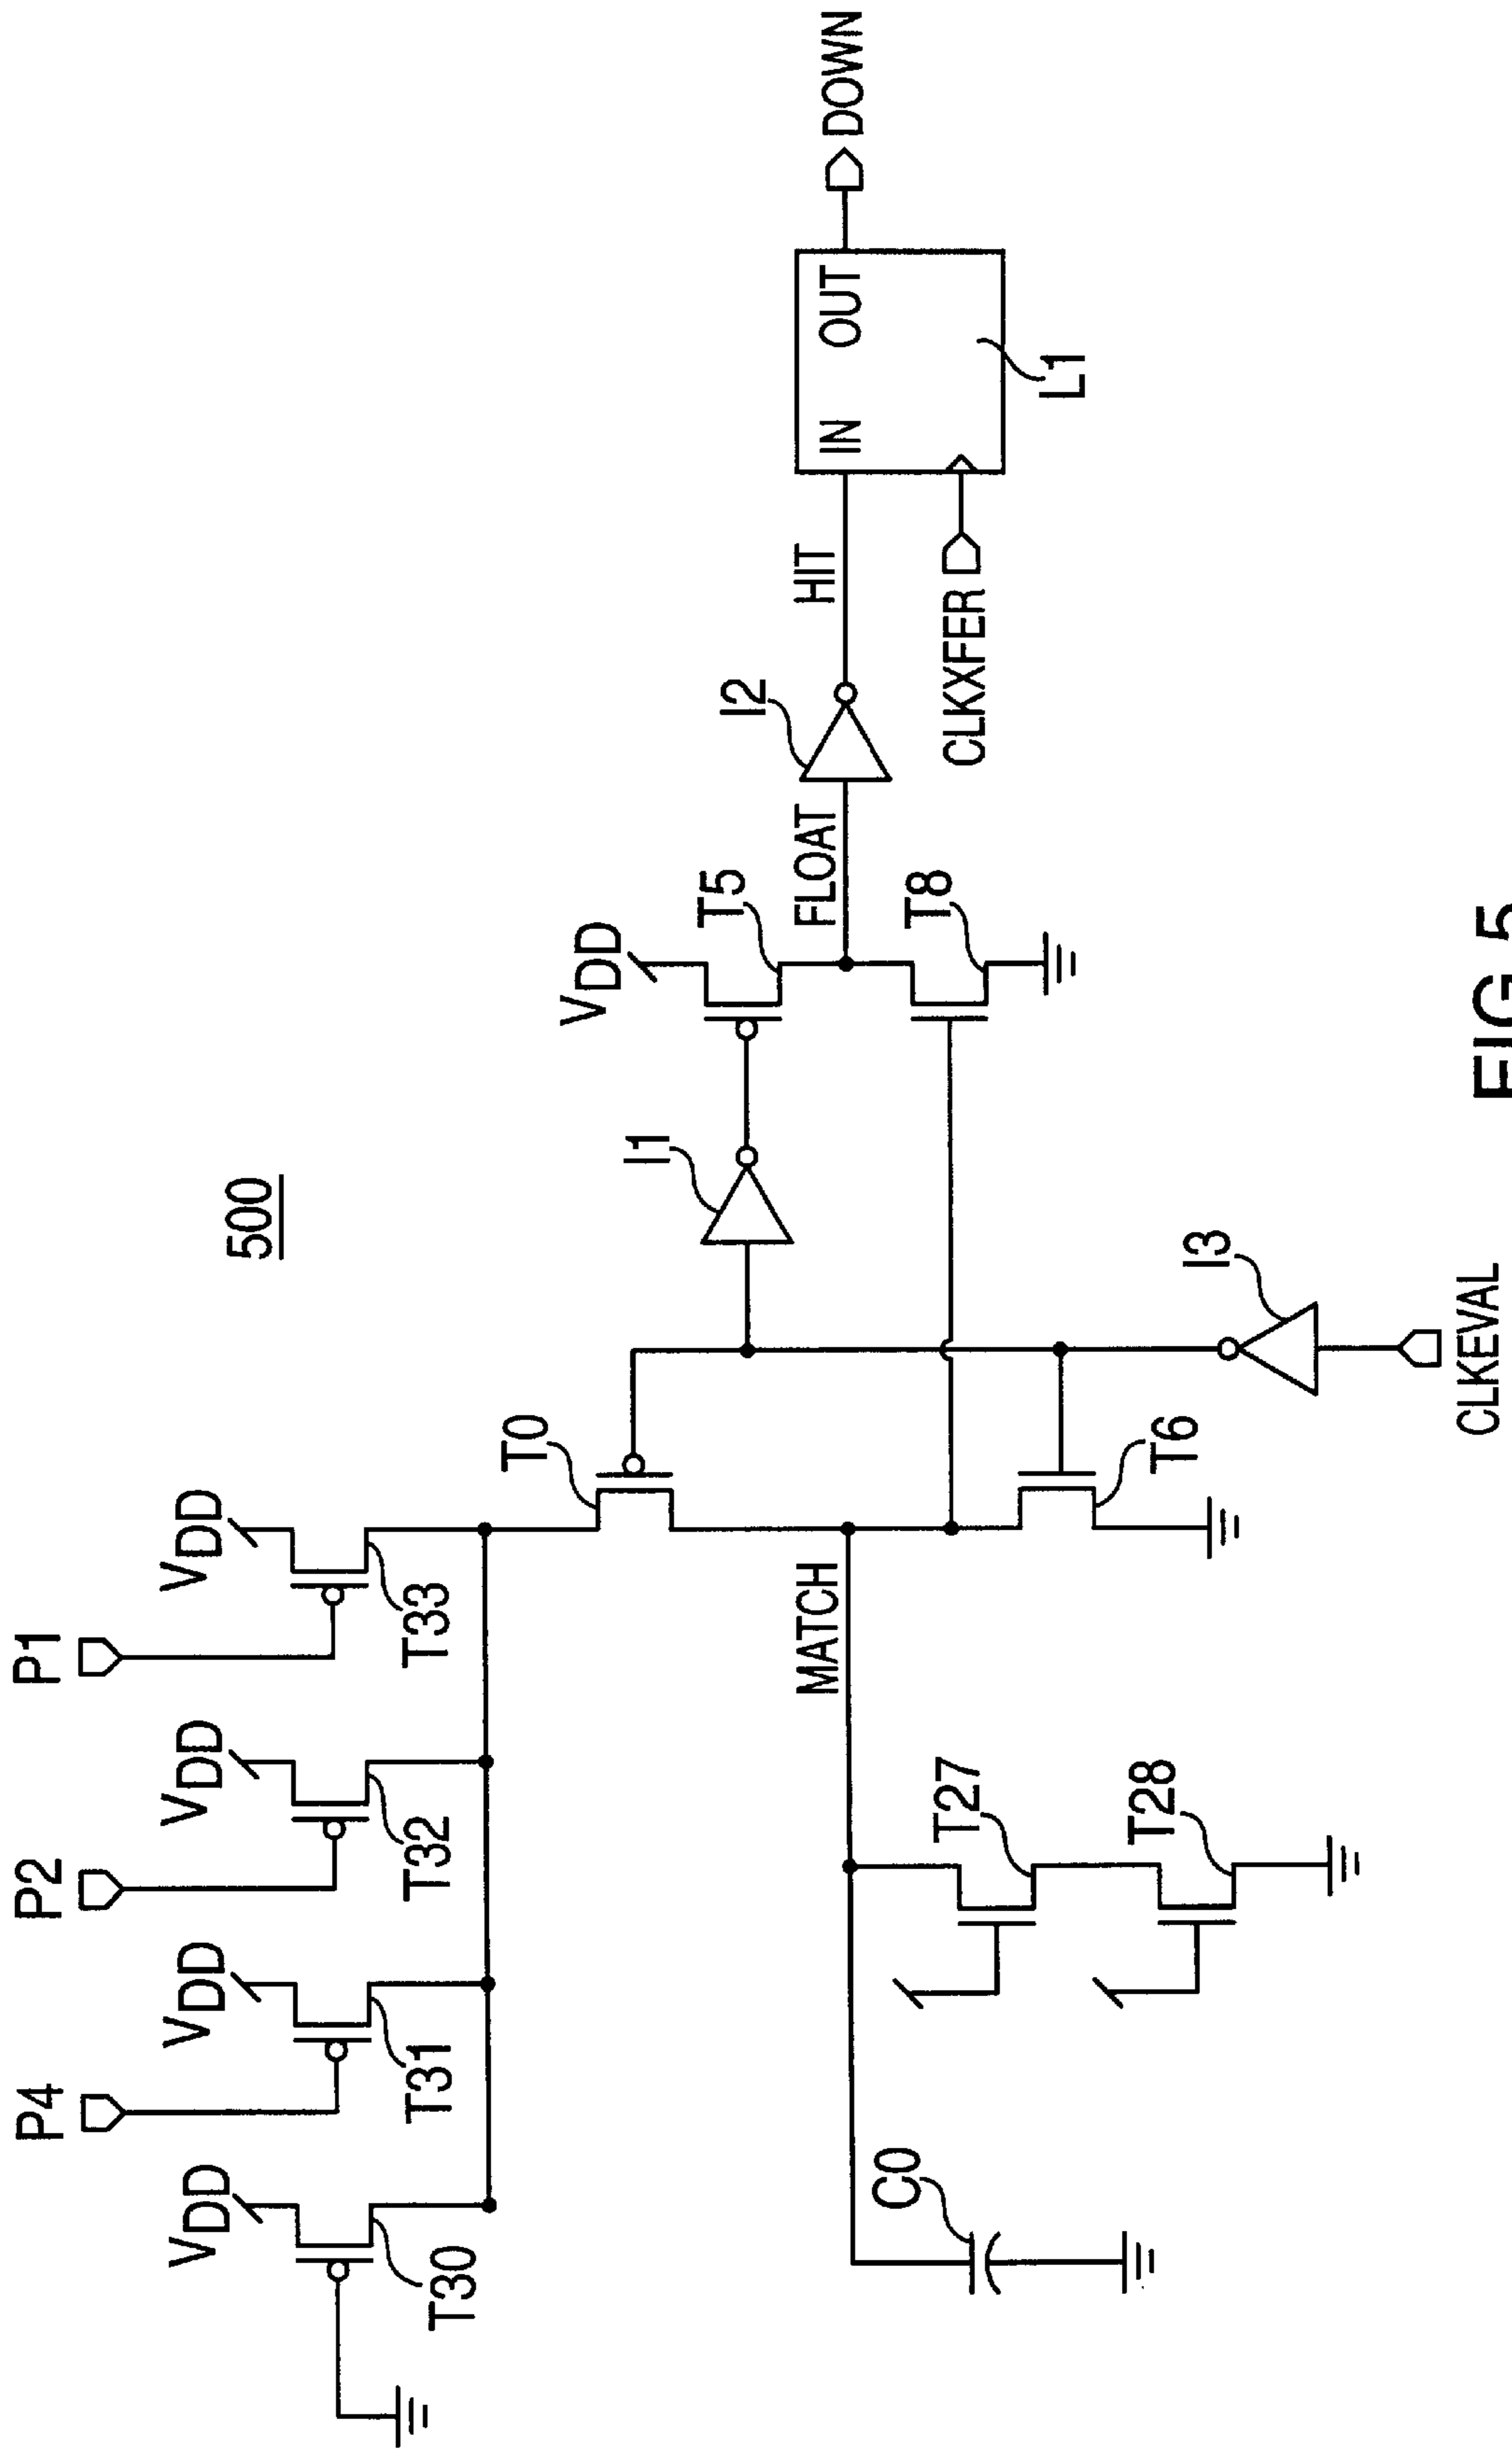 500
P4
P2
P1
VDD
VDD
VDD
VDD
T30
T31
T32
T33
T0
I1
VDD
T5
MATCH
FLOAT
I2
HIT
IN
OUT
DOWN
C0
T27
T8
CLKXFER
L1
T28
T6
I3
CLKEVAL
FIG. 5